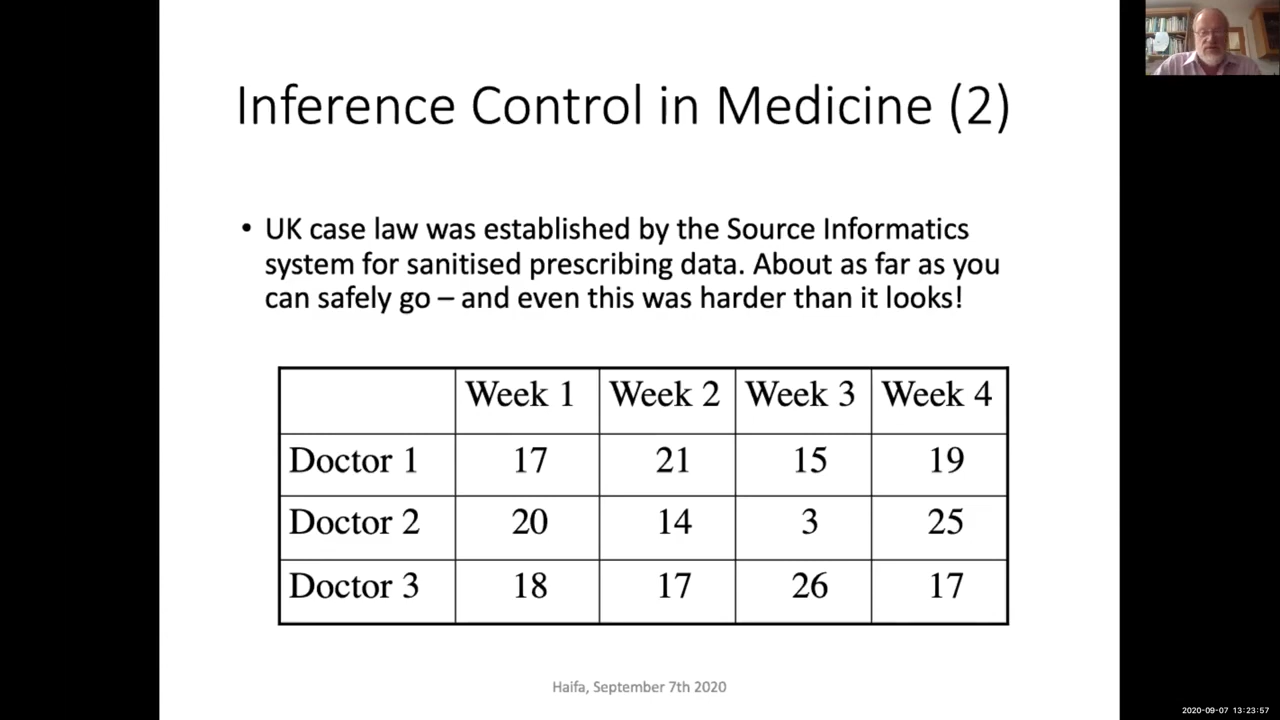 Inference Control in Medicine (2)
• UK case law was established by the Source Informatics
system for sanitised prescribing data. About as far as you
can safely go – and even this was harder than it looks!
Week 1 Week 2 Week 3 Week 4
Doctor 1 17 21 15 19
Doctor 2 20 14 3 25
Doctor 3 18 17 26 17
Haifa, September 7th 2020
2020-09-07 13:23:57